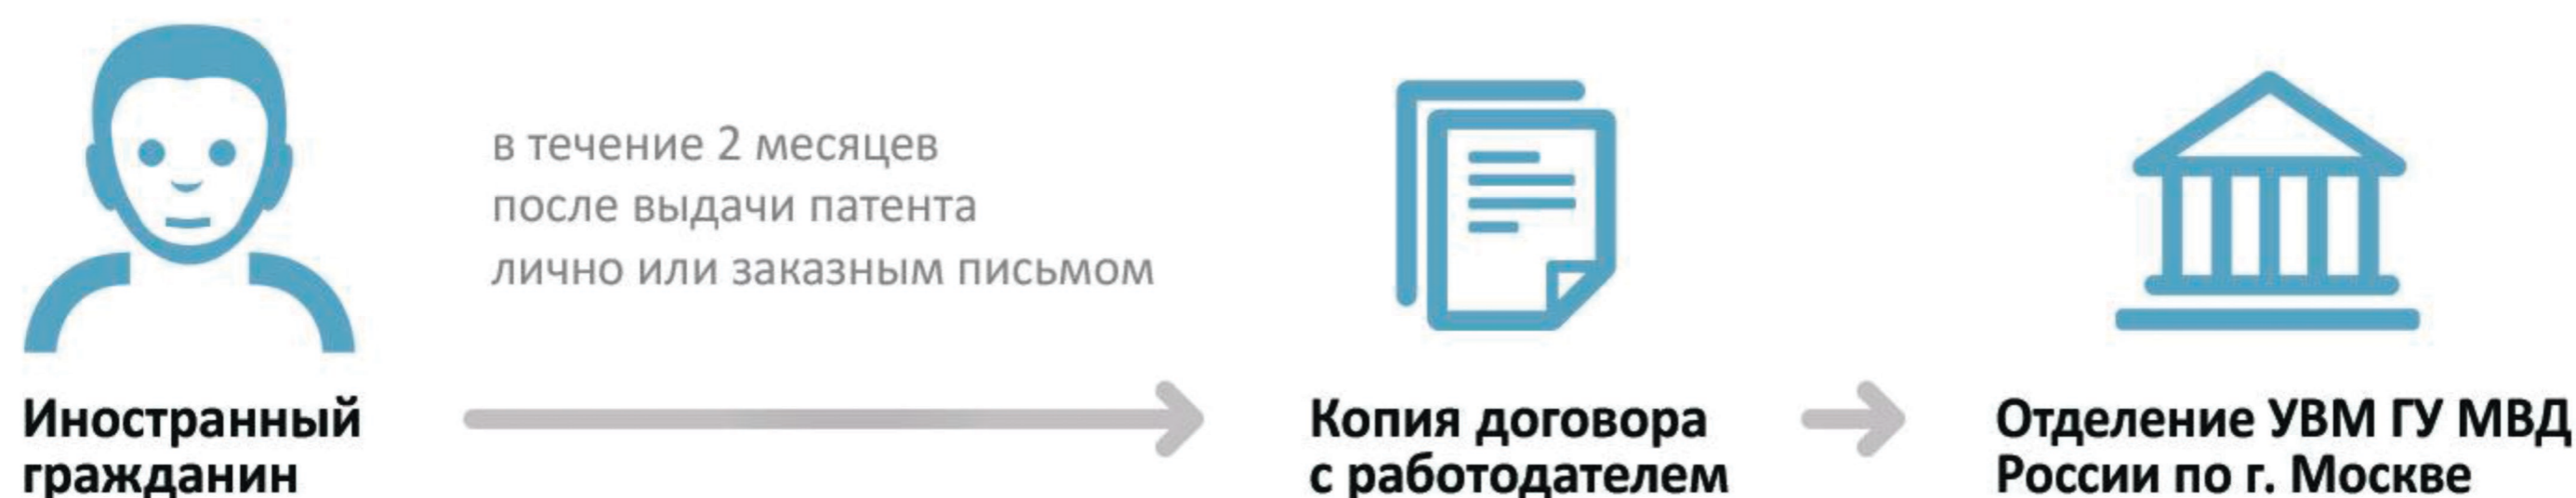 в течение 2 месяцев
после выдачи патента
лично или заказным письмом
Иностранный
гражданин
Копия договора
с работодателем
Отделение УВМ ГУ МВД
России по г. Москве